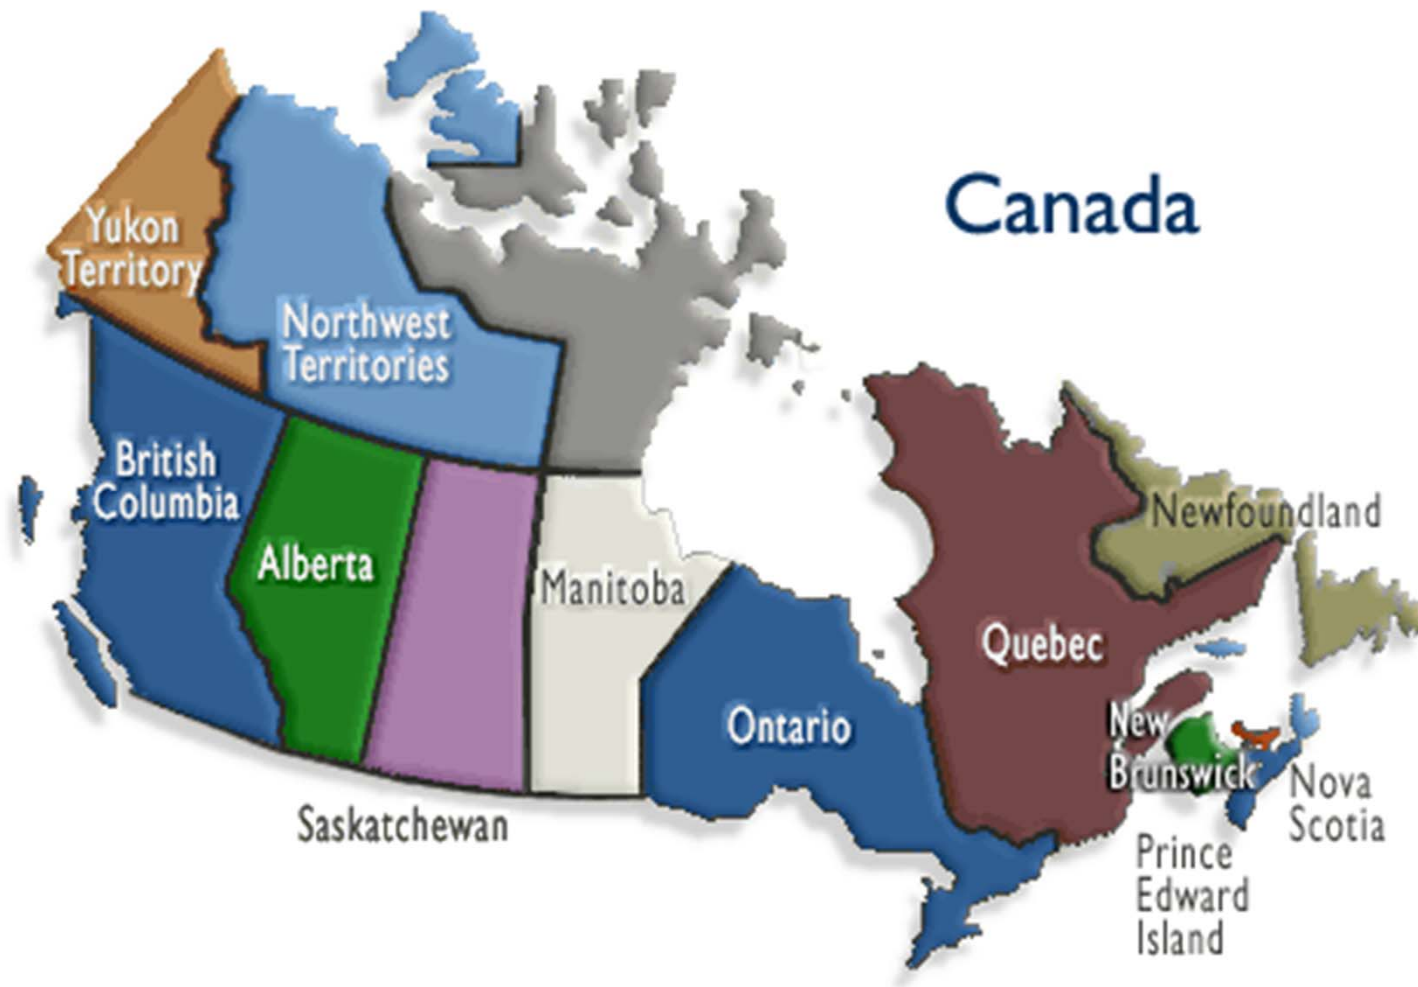 Canada
Yukon
Territory
Northwest
Territories
British
Columbia
Alberta
Manitoba
Newfoundland
Quebec
Ontario
New
Brunswick
Nova
Scotia
Saskatchewan
Prince
Edward
Island